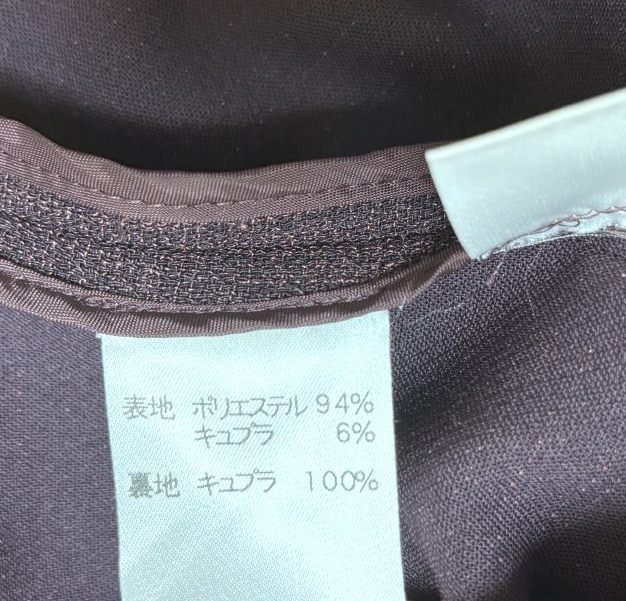 表地 ポリエステル 94%
キュプラ 6%
裏地 キュプラ 100%